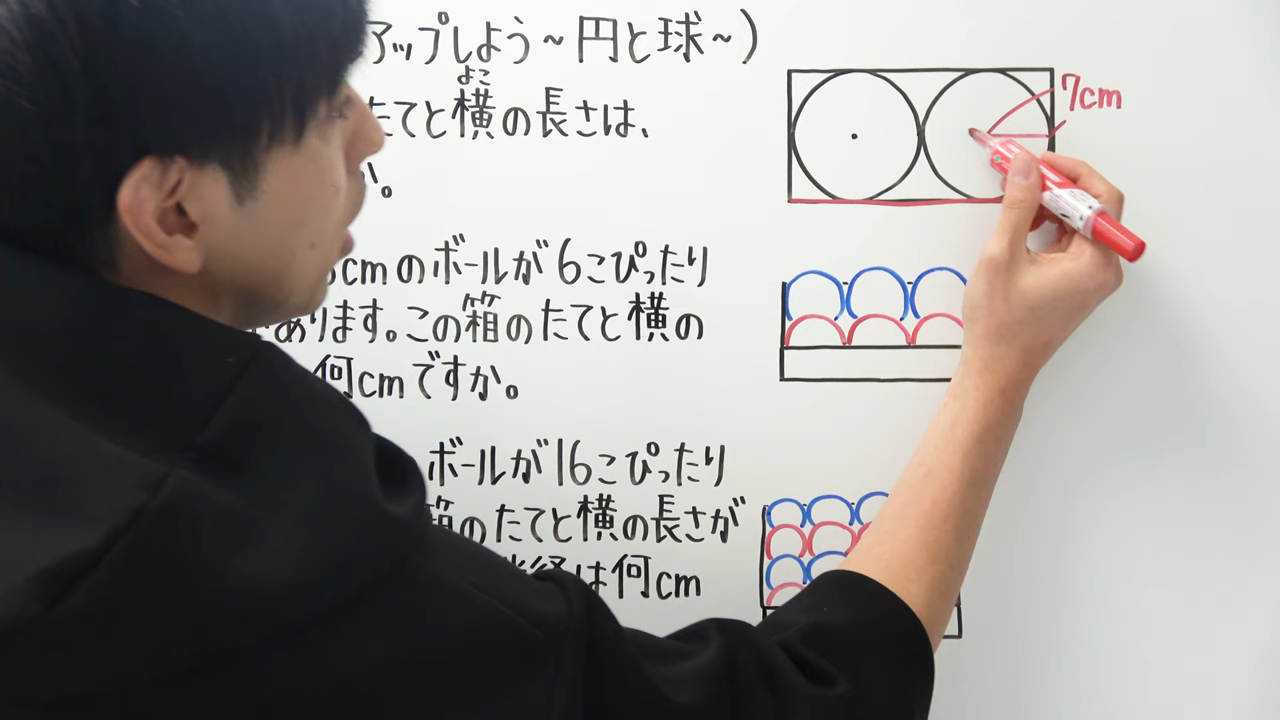 アップしよう~円と球~)
よこ
たてと横の長さは、
か。
7cm
cmのボールが6こぴったり
あります。この箱のたてと横の
何cmですか。
ボールが16こぴったり
箱のたてと横の長さが
半径は何cm